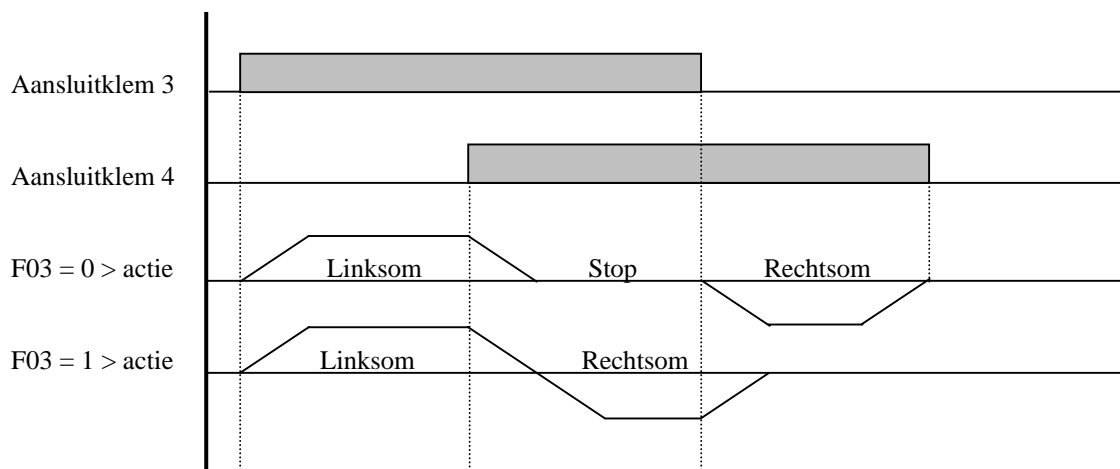 Aansluitklem 3
Aansluitklem 4
F03 = 0 > actie Linksom Stop Rechtsom
F03 = 1 > actie Linksom Rechtsom